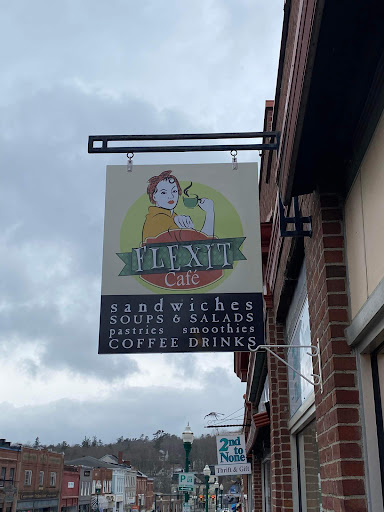 FLEXIT
Café
sandwiches
SOUPS & SALADS
pastries smoothies
COFFEE DRINKS
2nd
to
None
Thrift & Gift
P